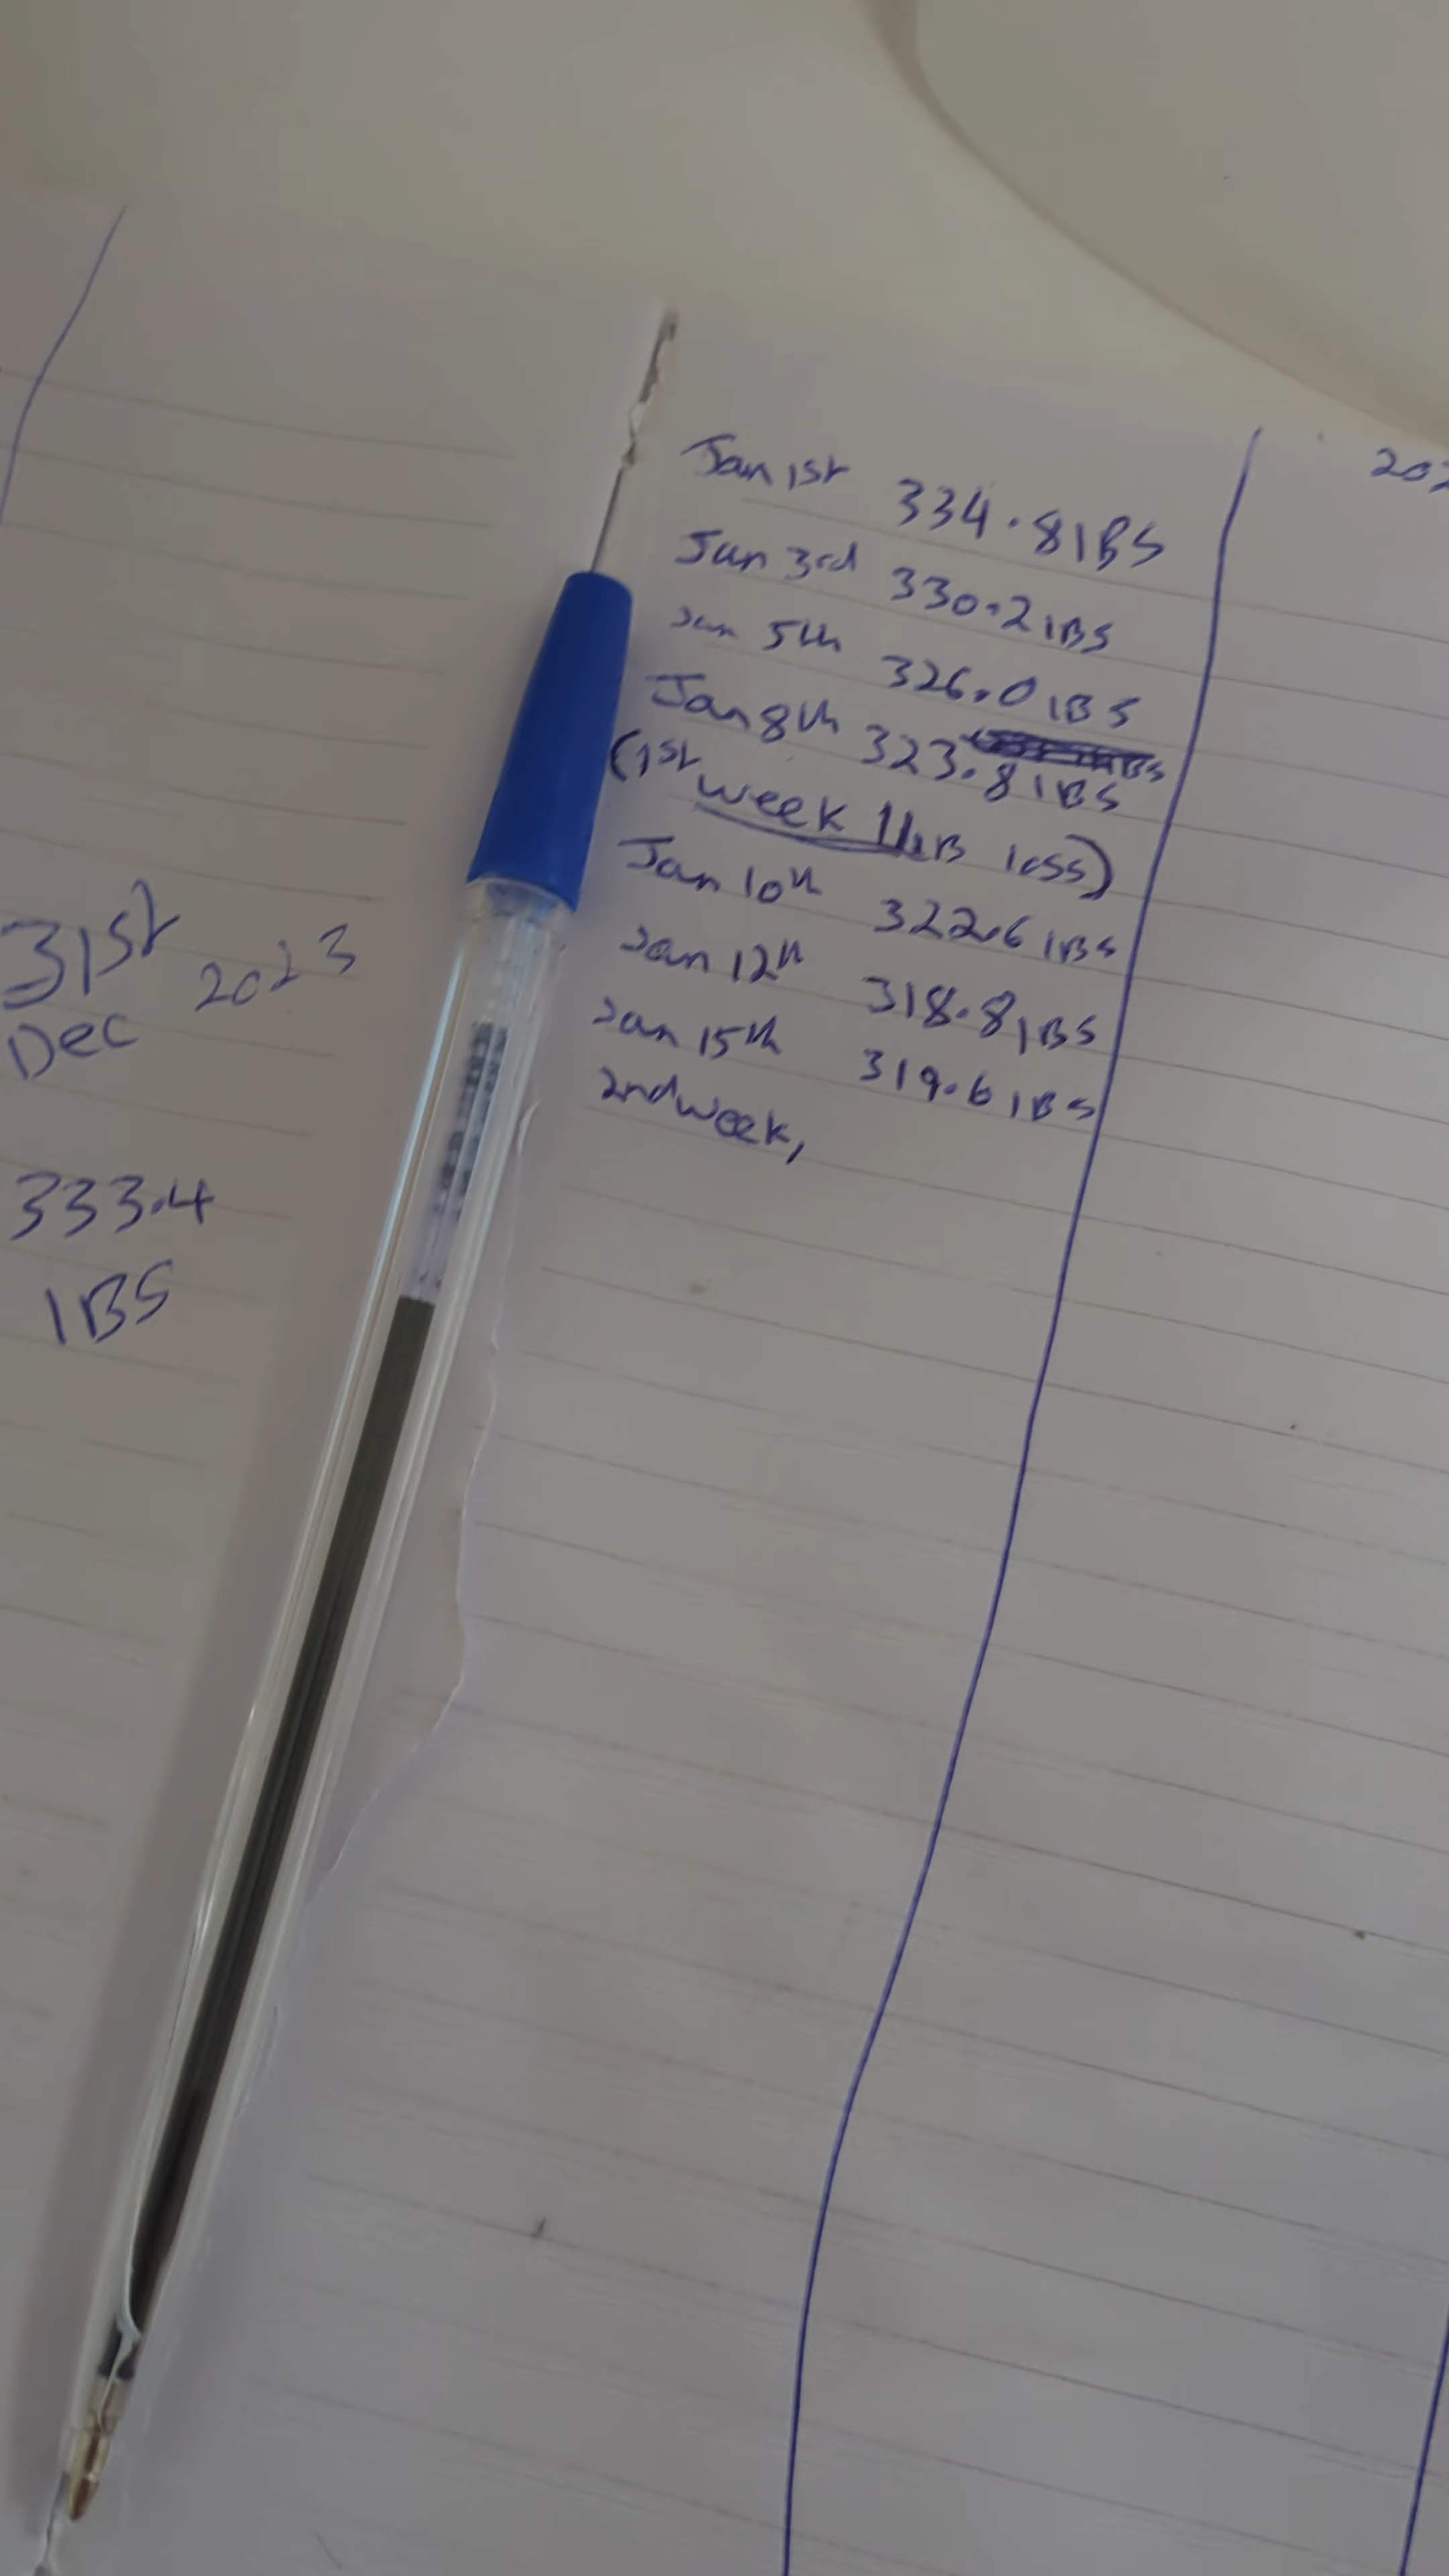 31st
Dec 2023
333.4
lBS
Jan 1st 334.8lBS
Jan 3rd 330.2lBS
Jan 5th 326.0lBS
Jan 8th 323.8lBS
(1st week 11lB loss)
Jan 10th 322.6lBS
Jan 12th 318.8lBS
Jan 15th 319.6lBS
2nd week,